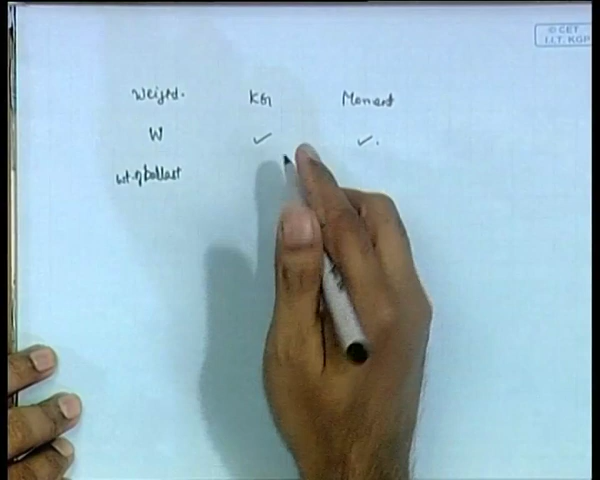 © CET
I.I.T. KGP
Weight. KG Moment
W ✓ ✓.
wt. of ballast